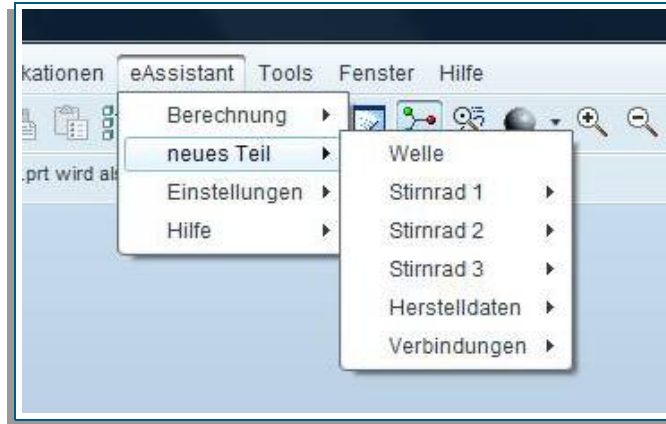 kationen eAssistant Tools Fenster Hilfe
Berechnung
neues Teil
.prt wird als
Einstellungen
Hilfe
Welle
Stirnrad 1
Stirnrad 2
Stirnrad 3
Herstelldaten
Verbindungen